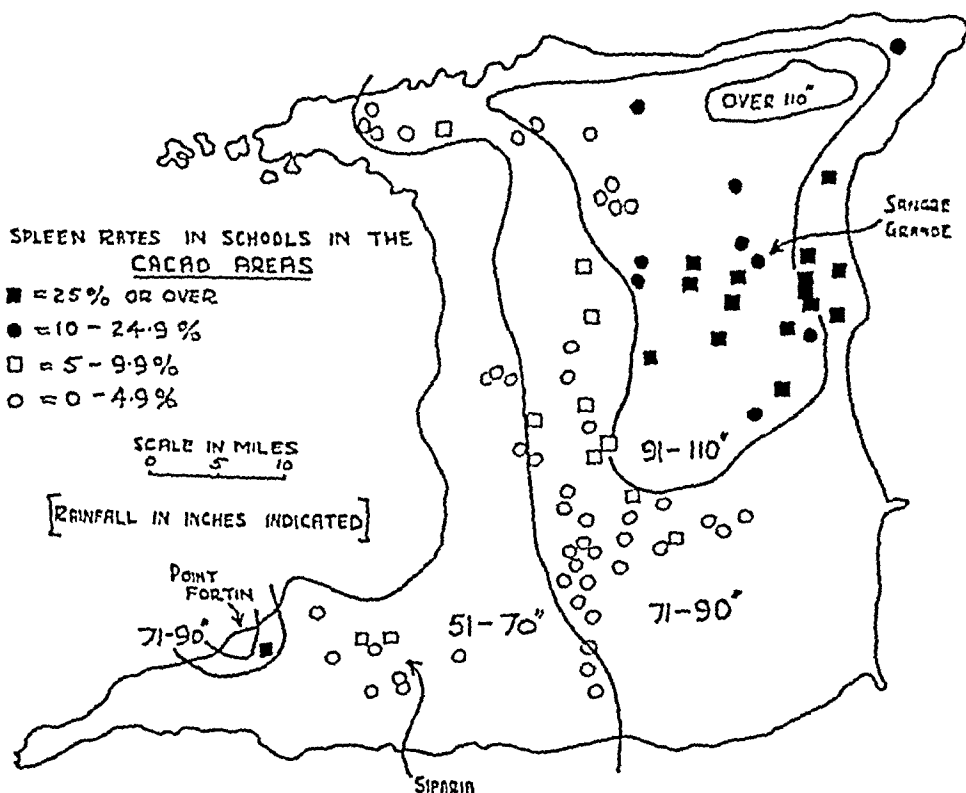 OVER 110"
SANGRE
GRANDE
SPLEEN RATES IN SCHOOLS IN THE
CACAO AREAS
■ = 25% OR OVER
● = 10 - 24.9%
□ = 5 - 9.9%
○ = 0 - 4.9%
SCALE IN MILES
0 5 10
[RAINFALL IN INCHES INDICATED]
91-110"
POINT
FORTIN
71-90"
51-70"
71-90"
SIPARIA